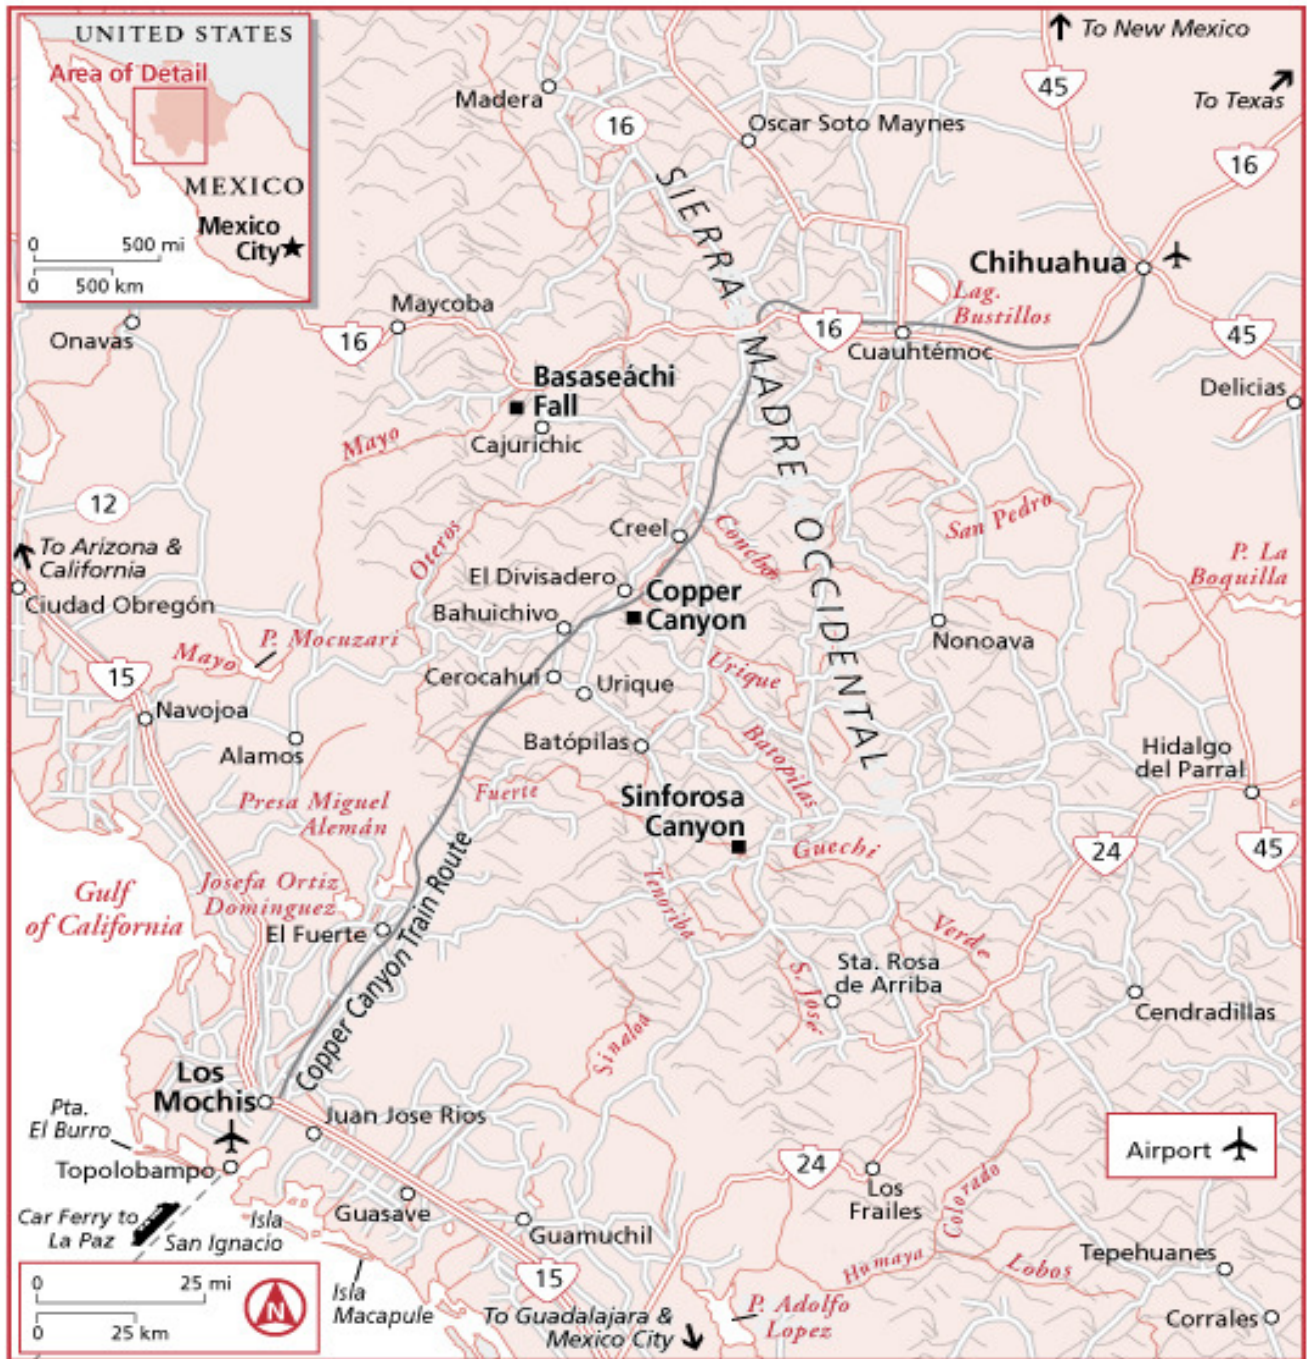 UNITED STATES
Area of Detail
MEXICO
Mexico
City
0 500 mi
0 500 km
To New Mexico
45
To Texas
16
Madera
16
Oscar Soto Maynes
SIERRA MADRE OCCIDENTAL
Chihuahua
Lag.
Bustillos
Maycoba
Onavas
16
16
Cuauhtémoc
45
Delicias
Basaseáchi
Fall
Cajurichic
Mayo
12
To Arizona &
California
Ciudad Obregón
Oteros
Creel
Concho
San Pedro
P. La
Boquilla
El Divisadero
Copper
Canyon
Bahuichivo
Nonoava
P. Mocuzari
Mayo
15
Cerocahui
Urique
Urique
Navojoa
Alamos
Batópilas
Batopilas
Hidalgo
del Parral
Fuerte
Presa Miguel
Alemán
Sinforosa
Canyon
Guechi
24
45
Gulf
of California
Josefa Ortiz
Dominguez
El Fuerte
Copper Canyon Train Route
Tenoriba
Verde
Sta. Rosa
de Arriba
S. José
Cendradillas
Sinaloa
Los
Mochis
Juan Jose Rios
Pta.
El Burro
Topolobampo
Airport
24
Los
Frailes
Colorado
Car Ferry to
La Paz
Isla
San Ignacio
Guasave
Guamuchil
Humaya
Lobos
Tepehuanes
15
0 25 mi
0 25 km
N
Isla
Macapule
To Guadalajara &
Mexico City
P. Adolfo
Lopez
Corrales